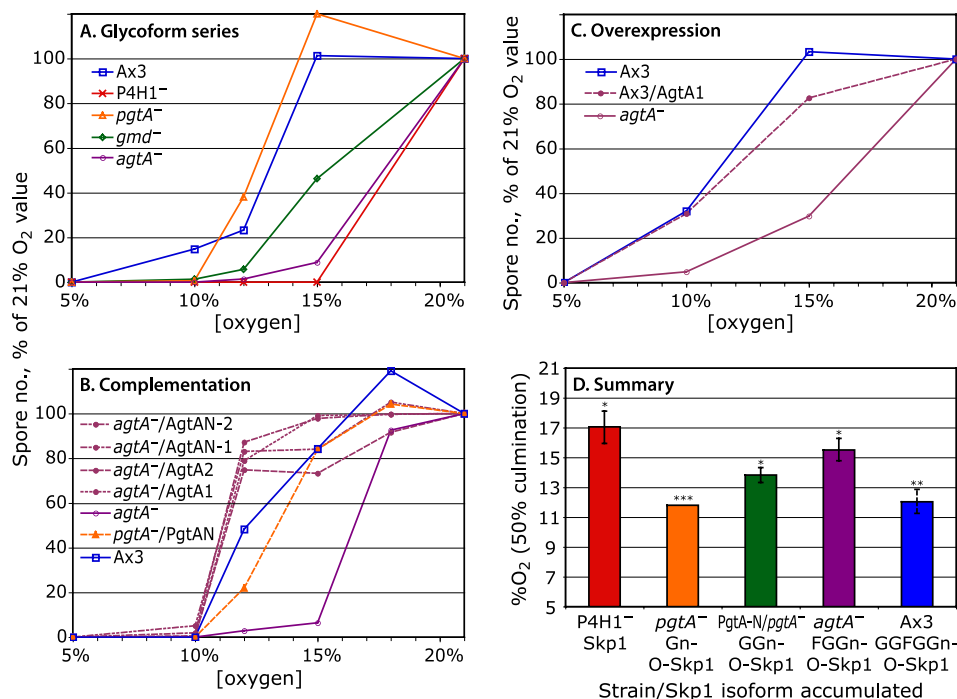 Spore no., % of 21% O2 value
A. Glycoform series
Ax3
P4H1−
pgtA−
gmd−
agtA−
100
80
60
40
20
0
5%
10%
15%
20%
[oxygen]
C. Overexpression
Spore no., % of 21% O2 value
Ax3
Ax3/AgtA1
agtA−
100
80
60
40
20
0
5%
10%
15%
20%
[oxygen]
B. Complementation
agtA−/AgtAN-2
agtA−/AgtAN-1
agtA−/AgtA2
agtA−/AgtA1
agtA−
pgtA−/PgtAN
Ax3
100
80
60
40
20
0
5%
10%
15%
20%
[oxygen]
D. Summary
%O2 (50% culmination)
21
19
17
15
13
11
9
7
5
*
***
*
*
**
P4H1− pgtA− PgtA-N/pgtA− agtA− Ax3
Skp1 Gn- GGn- FGGn- GGFGGn-
O-Skp1 O-Skp1 O-Skp1 O-Skp1
Strain/Skp1 isoform accumulated